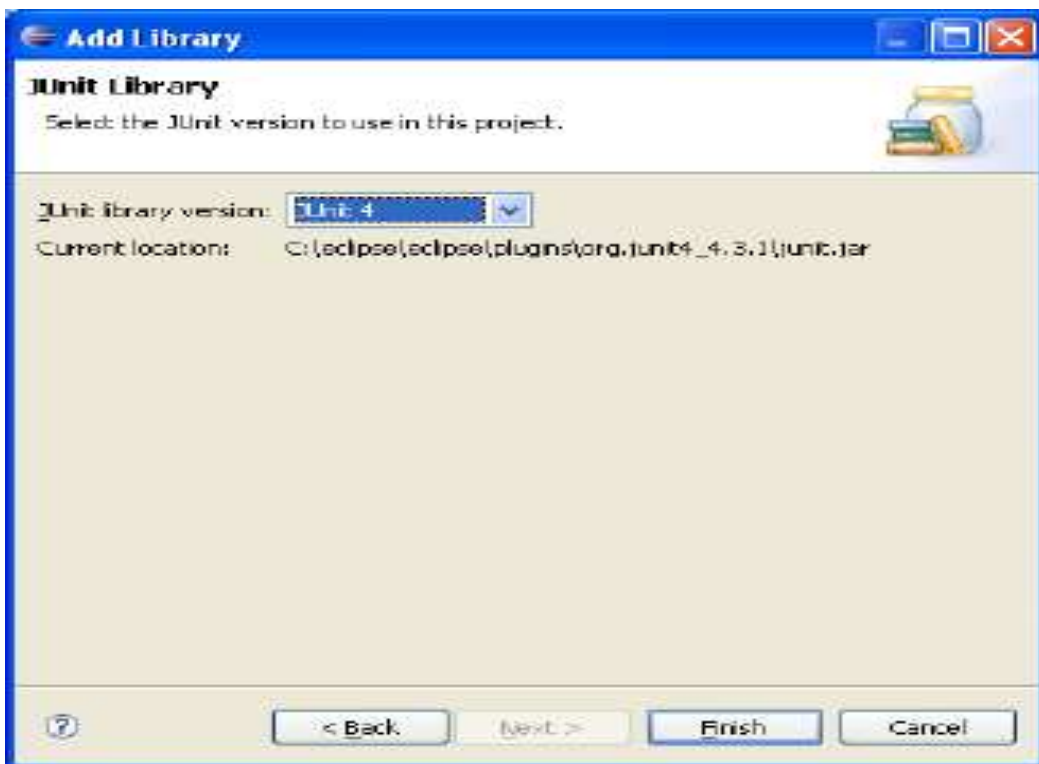 Add Library
JUnit Library
Select the JUnit version to use in this project.
JUnit library version: JUnit 4
Current location: C:\eclipse\eclipse\plugins\org.junit4_4.3.1\junit.jar
? < Back Next > Finish Cancel